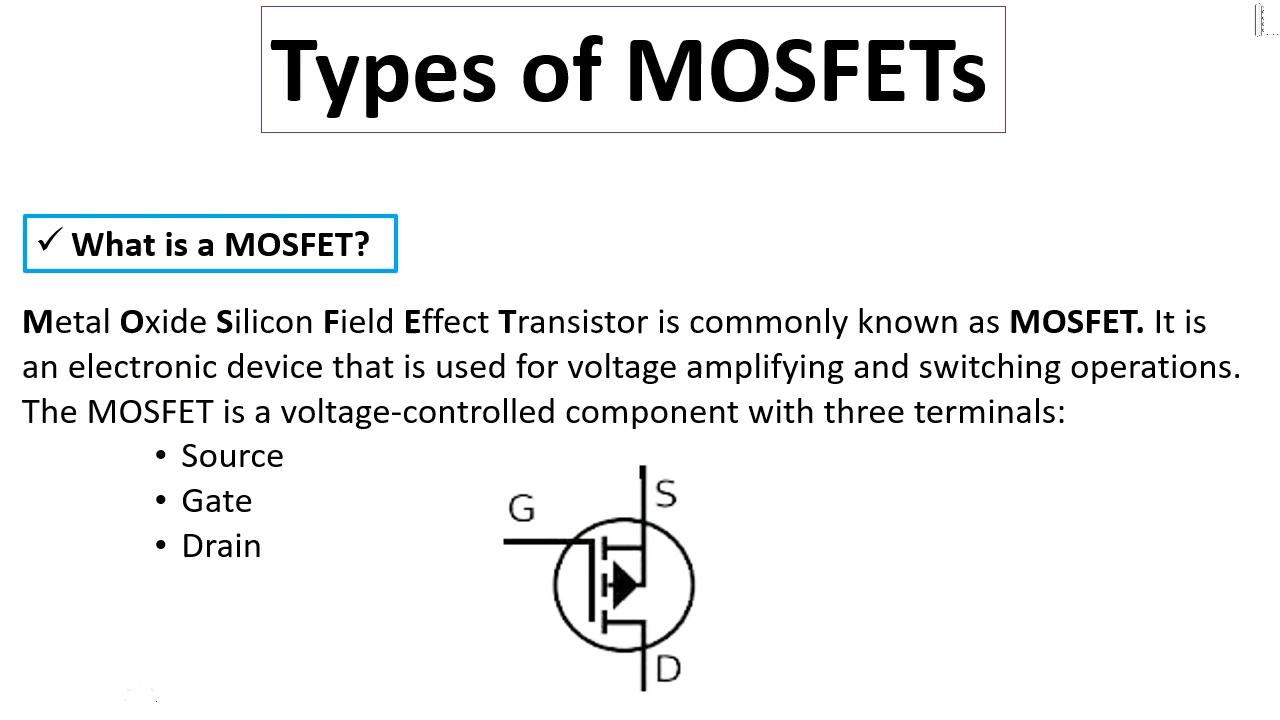 Types of MOSFETs
✓ What is a MOSFET?
Metal Oxide Silicon Field Effect Transistor is commonly known as MOSFET. It is
an electronic device that is used for voltage amplifying and switching operations.
The MOSFET is a voltage-controlled component with three terminals:
• Source
• Gate
• Drain
G
S
D